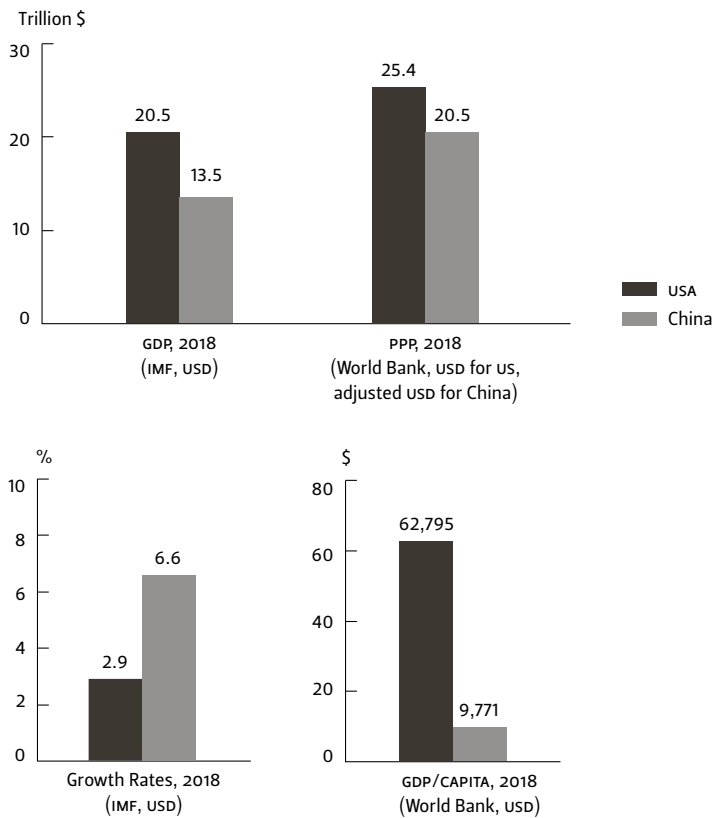 Trillion $
30
20
10
0
20.5
13.5
25.4
20.5
GDP, 2018
(IMF, USD)
PPP, 2018
(World Bank, USD for US,
adjusted USD for China)
USA
China
%
10
8
6
4
2
0
2.9
6.6
Growth Rates, 2018
(IMF, USD)
$
80
60
40
20
0
62,795
9,771
GDP/CAPITA, 2018
(World Bank, USD)